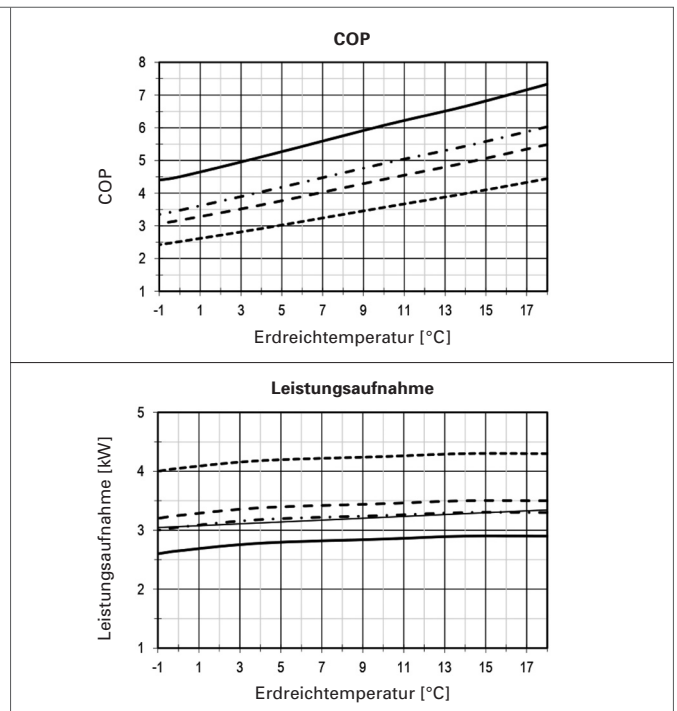 COP
8
7
6
5
4
3
2
1
COP
-1 1 3 5 7 9 11 13 15 17
Erdreichtemperatur [°C]
Leistungsaufnahme
5
4
3
2
1
Leistungsaufnahme [kW]
-1 1 3 5 7 9 11 13 15 17
Erdreichtemperatur [°C]